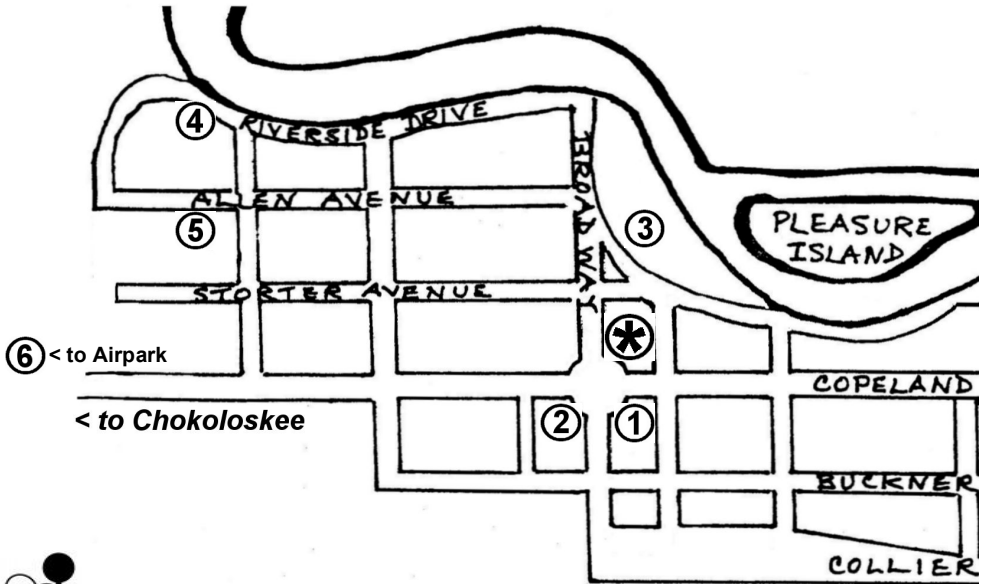 ④
RIVERSIDE DRIVE
BROADWAY
ALLEN AVENUE
⑤
③
PLEASURE
ISLAND
STORTER AVENUE
*
⑥ < to Airpark
COPELAND
< to Chokoloskee
②
①
BUCKNER
COLLIER